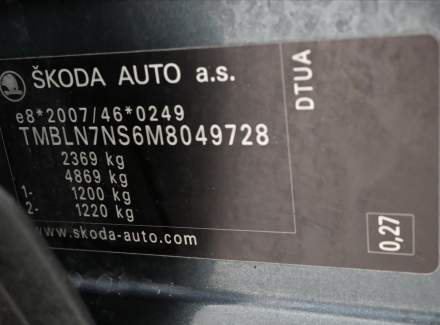 ŠKODA AUTO a.s.
e8*2007/46*0249
TMBLN7NS6M8049728
2369 kg
4869 kg
1- 1200 kg
2- 1220 kg
www.skoda-auto.com
DTUA
0,27